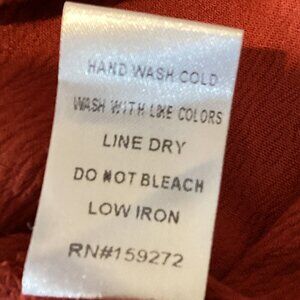 HAND WASH COLD
WASH WITH LIKE COLORS
LINE DRY
DO NOT BLEACH
LOW IRON
RN#159272